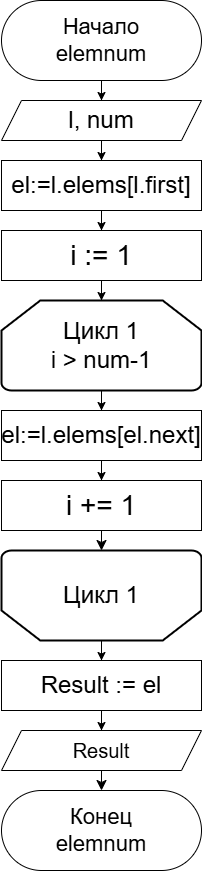 Начало
elemnum
l, num
el:=l.elems[l.first]
i := 1
Цикл 1
i > num-1
el:=l.elems[el.next]
i += 1
Цикл 1
Result := el
Result
Конец
elemnum